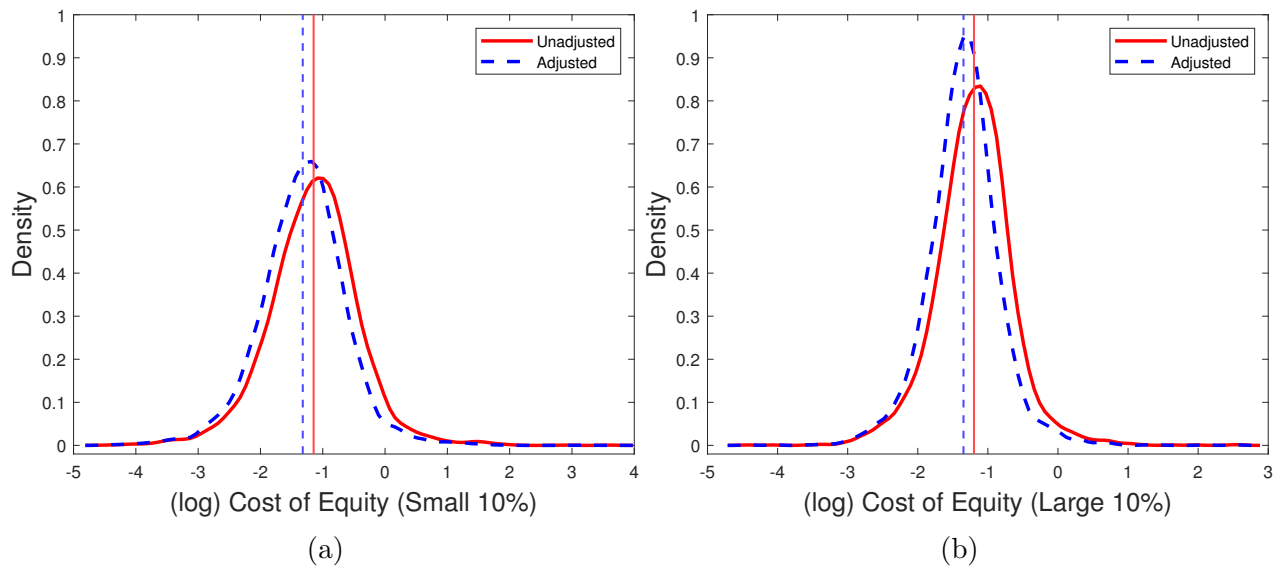 1
0.9
0.8
0.7
0.6
0.5
0.4
0.3
0.2
0.1
0
Density
-5 -4 -3 -2 -1 0 1 2 3 4
(log) Cost of Equity (Small 10%)
Unadjusted
Adjusted
(a)
1
0.9
0.8
0.7
0.6
0.5
0.4
0.3
0.2
0.1
0
Density
-5 -4 -3 -2 -1 0 1 2 3
(log) Cost of Equity (Large 10%)
Unadjusted
Adjusted
(b)